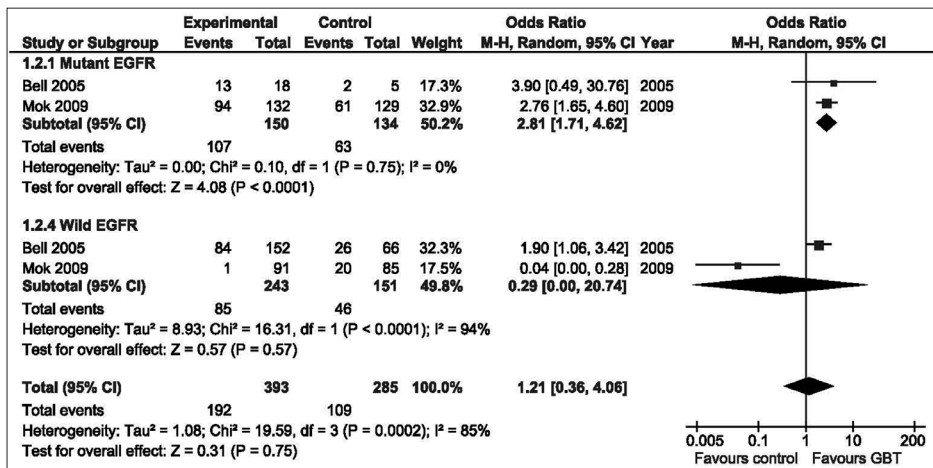 Experimental Control Odds Ratio Odds Ratio
Study or Subgroup Events Total Events Total Weight M-H, Random, 95% CI Year M-H, Random, 95% CI
1.2.1 Mutant EGFR
Bell 2005 13 18 2 5 17.3% 3.90 [0.49, 30.76] 2005
Mok 2009 94 132 61 129 32.9% 2.76 [1.65, 4.60] 2009
Subtotal (95% CI) 150 134 50.2% 2.81 [1.71, 4.62]
Total events 107 63
Heterogeneity: Tau² = 0.00; Chi² = 0.10, df = 1 (P = 0.75); I² = 0%
Test for overall effect: Z = 4.08 (P < 0.0001)
1.2.4 Wild EGFR
Bell 2005 84 152 26 66 32.3% 1.90 [1.06, 3.42] 2005
Mok 2009 1 91 20 85 17.5% 0.04 [0.00, 0.28] 2009
Subtotal (95% CI) 243 151 49.8% 0.29 [0.00, 20.74]
Total events 85 46
Heterogeneity: Tau² = 8.93; Chi² = 16.31, df = 1 (P < 0.0001); I² = 94%
Test for overall effect: Z = 0.57 (P = 0.57)
Total (95% CI) 393 285 100.0% 1.21 [0.36, 4.06]
Total events 192 109
Heterogeneity: Tau² = 1.08; Chi² = 19.59, df = 3 (P = 0.0002); I² = 85%
Test for overall effect: Z = 0.31 (P = 0.75)
0.005 0.1 1 10 200
Favours control Favours GBT